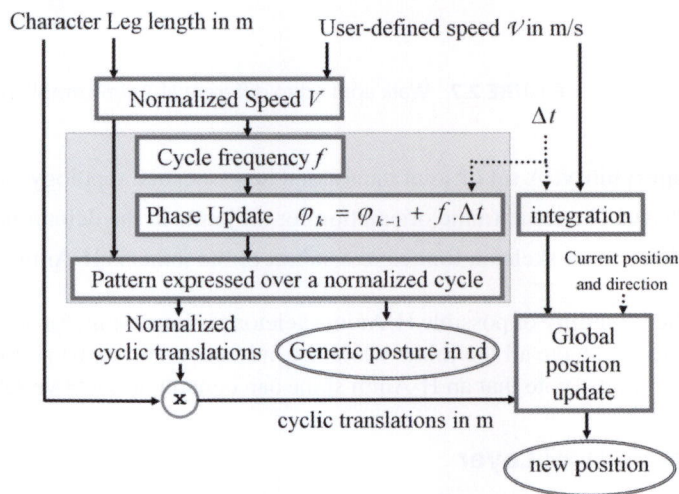 Character Leg length in m
User-defined speed 𝒱 in m/s
Normalized Speed V
Δt
Cycle frequency f
Phase Update φₖ = φₖ₋₁ + f.Δt
integration
Pattern expressed over a normalized cycle
Current position
and direction
Normalized
cyclic translations
Generic posture in rd
Global
position
update
x
cyclic translations in m
new position